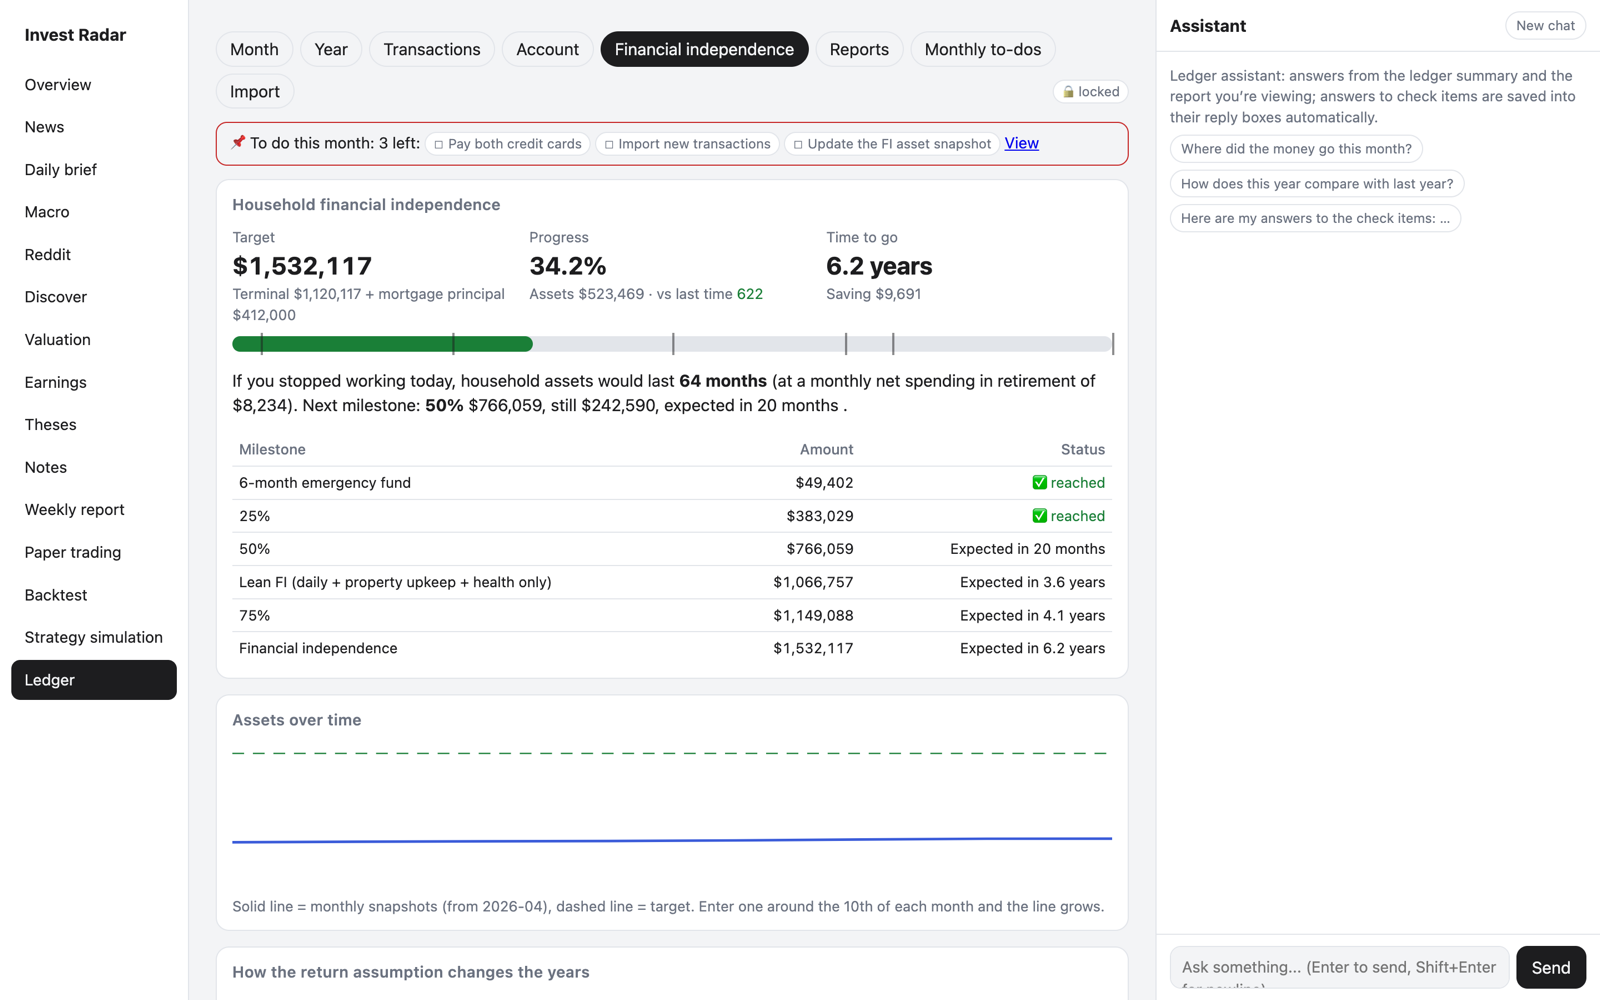 Invest Radar
Overview
News
Daily brief
Macro
Reddit
Discover
Valuation
Earnings
Theses
Notes
Weekly report
Paper trading
Backtest
Strategy simulation
Ledger
Month
Year
Transactions
Account
Financial independence
Reports
Monthly to-dos
Import
locked
To do this month: 3 left:
Pay both credit cards
Import new transactions
Update the FI asset snapshot
View
Household financial independence
Target
$1,532,117
Terminal $1,120,117 + mortgage principal
$412,000
Progress
34.2%
Assets $523,469 · vs last time 622
Time to go
6.2 years
Saving $9,691
If you stopped working today, household assets would last 64 months (at a monthly net spending in retirement of
$8,234). Next milestone: 50% $766,059, still $242,590, expected in 20 months .
Milestone Amount Status
6-month emergency fund $49,402 ✅ reached
25% $383,029 ✅ reached
50% $766,059 Expected in 20 months
Lean FI (daily + property upkeep + health only) $1,066,757 Expected in 3.6 years
75% $1,149,088 Expected in 4.1 years
Financial independence $1,532,117 Expected in 6.2 years
Assets over time
Solid line = monthly snapshots (from 2026-04), dashed line = target. Enter one around the 10th of each month and the line grows.
How the return assumption changes the years
Assistant
New chat
Ledger assistant: answers from the ledger summary and the
report you're viewing; answers to check items are saved into
their reply boxes automatically.
Where did the money go this month?
How does this year compare with last year?
Here are my answers to the check items: ...
Ask something... (Enter to send, Shift+Enter
for newline)
Send